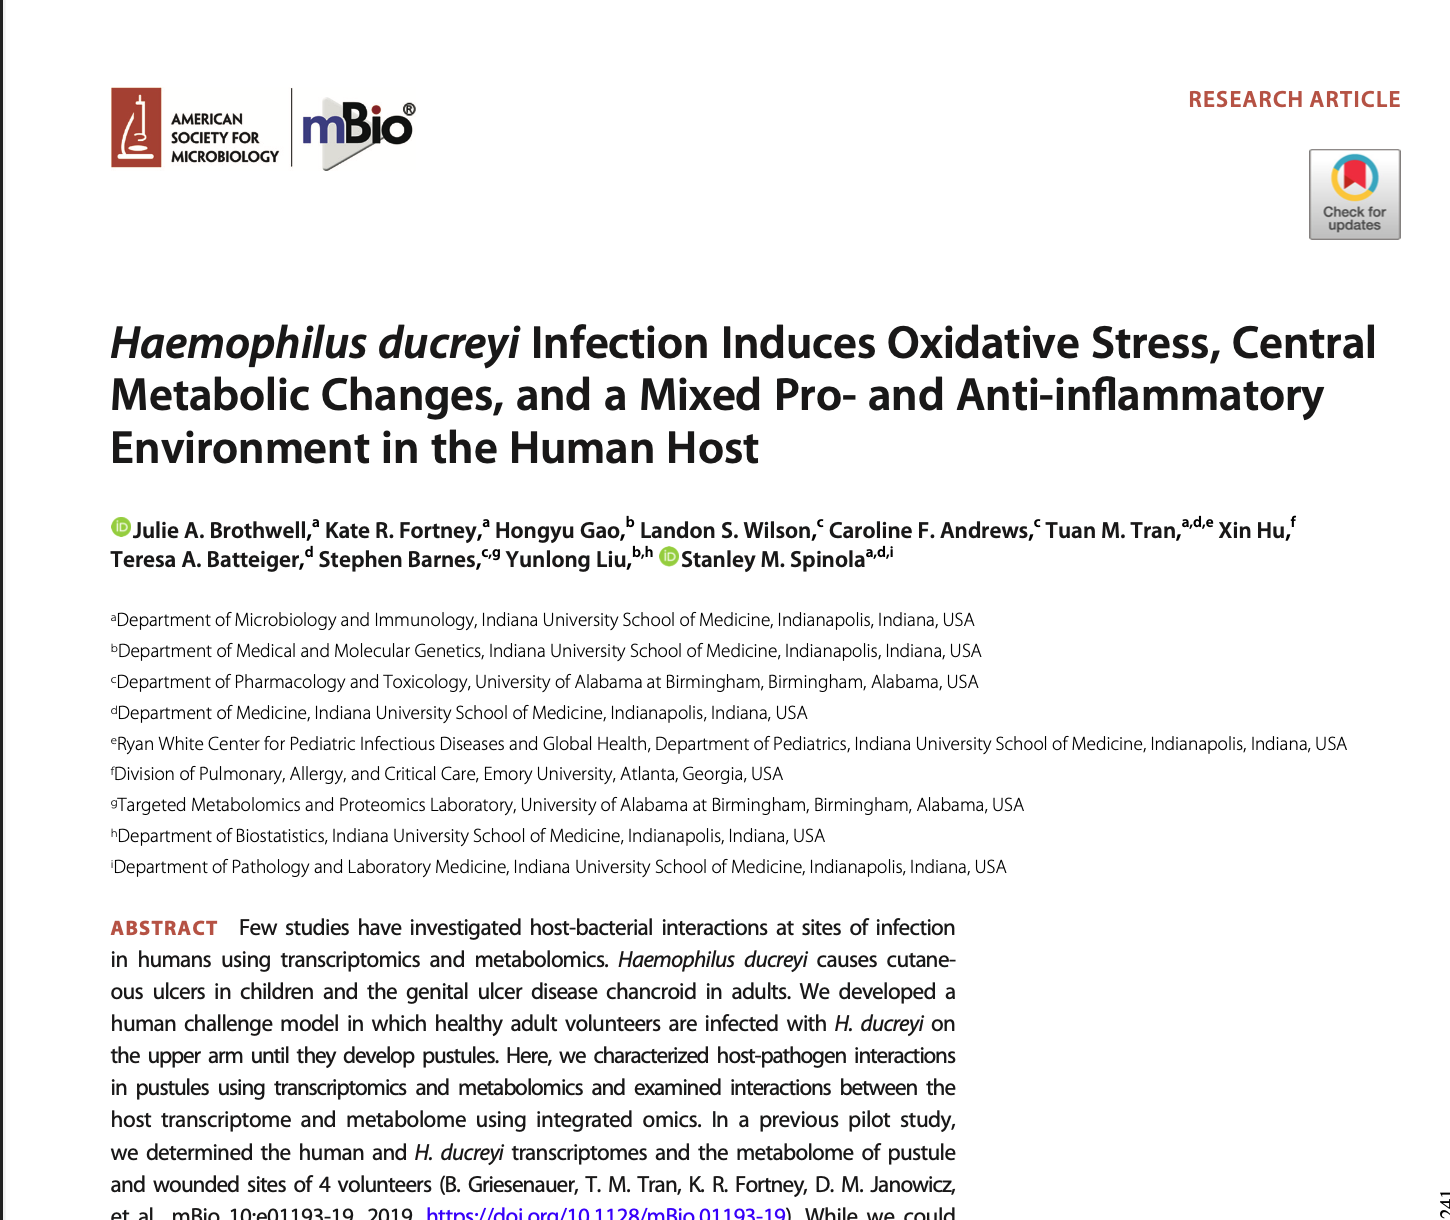 AMERICAN
SOCIETY FOR
MICROBIOLOGY
mBio®
RESEARCH ARTICLE
Check for
updates
Haemophilus ducreyi Infection Induces Oxidative Stress, Central
Metabolic Changes, and a Mixed Pro- and Anti-inflammatory
Environment in the Human Host
iD Julie A. Brothwell,a Kate R. Fortney,a Hongyu Gao,b Landon S. Wilson,c Caroline F. Andrews,c Tuan M. Tran,a,d,e Xin Hu,f
Teresa A. Batteiger,d Stephen Barnes,c,g Yunlong Liu,b,h iD Stanley M. Spinolaa,d,i
aDepartment of Microbiology and Immunology, Indiana University School of Medicine, Indianapolis, Indiana, USA
bDepartment of Medical and Molecular Genetics, Indiana University School of Medicine, Indianapolis, Indiana, USA
cDepartment of Pharmacology and Toxicology, University of Alabama at Birmingham, Birmingham, Alabama, USA
dDepartment of Medicine, Indiana University School of Medicine, Indianapolis, Indiana, USA
eRyan White Center for Pediatric Infectious Diseases and Global Health, Department of Pediatrics, Indiana University School of Medicine, Indianapolis, Indiana, USA
fDivision of Pulmonary, Allergy, and Critical Care, Emory University, Atlanta, Georgia, USA
gTargeted Metabolomics and Proteomics Laboratory, University of Alabama at Birmingham, Birmingham, Alabama, USA
hDepartment of Biostatistics, Indiana University School of Medicine, Indianapolis, Indiana, USA
iDepartment of Pathology and Laboratory Medicine, Indiana University School of Medicine, Indianapolis, Indiana, USA
ABSTRACT Few studies have investigated host-bacterial interactions at sites of infection
in humans using transcriptomics and metabolomics. Haemophilus ducreyi causes cutane-
ous ulcers in children and the genital ulcer disease chancroid in adults. We developed a
human challenge model in which healthy adult volunteers are infected with H. ducreyi on
the upper arm until they develop pustules. Here, we characterized host-pathogen interactions
in pustules using transcriptomics and metabolomics and examined interactions between the
host transcriptome and metabolome using integrated omics. In a previous pilot study,
we determined the human and H. ducreyi transcriptomes and the metabolome of pustule
and wounded sites of 4 volunteers (B. Griesenauer, T. M. Tran, K. R. Fortney, D. M. Janowicz,
et al., mBio 10:e01193-19, 2019, https://doi.org/10.1128/mBio.01193-19). While we could
241